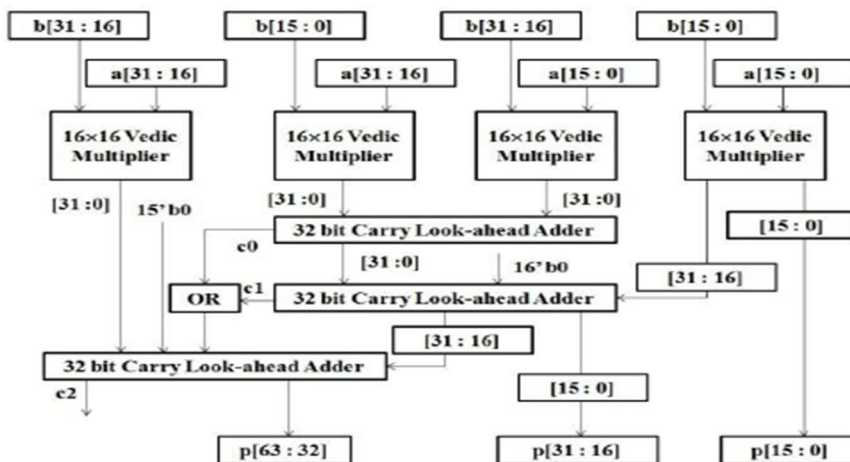 b[31 : 16]
b[15 : 0]
b[31 : 16]
b[15 : 0]
a[31 : 16]
a[31 : 16]
a[15 : 0]
a[15 : 0]
16×16 Vedic
Multiplier
16×16 Vedic
Multiplier
16×16 Vedic
Multiplier
16×16 Vedic
Multiplier
[31 :0]
15’b0
[31 :0]
[31 :0]
[15 : 0]
32 bit Carry Look-ahead Adder
c0
[31 :0]
16’b0
[31 : 16]
OR
c1
32 bit Carry Look-ahead Adder
[31 : 16]
32 bit Carry Look-ahead Adder
c2
[15 : 0]
p[63 : 32]
p[31 : 16]
p[15 : 0]